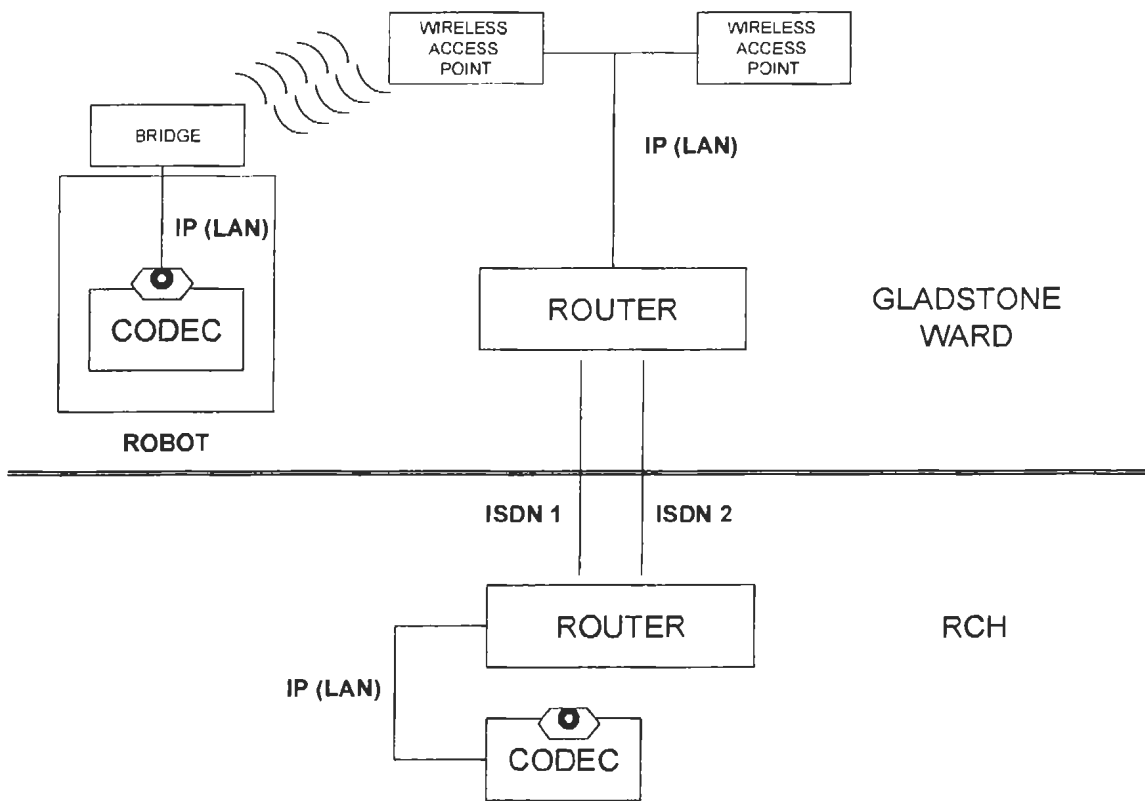 WIRELESS
ACCESS
POINT
WIRELESS
ACCESS
POINT
BRIDGE
IP (LAN)
IP (LAN)
CODEC
ROUTER
GLADSTONE
WARD
ROBOT
ISDN 1
ISDN 2
ROUTER
RCH
IP (LAN)
CODEC